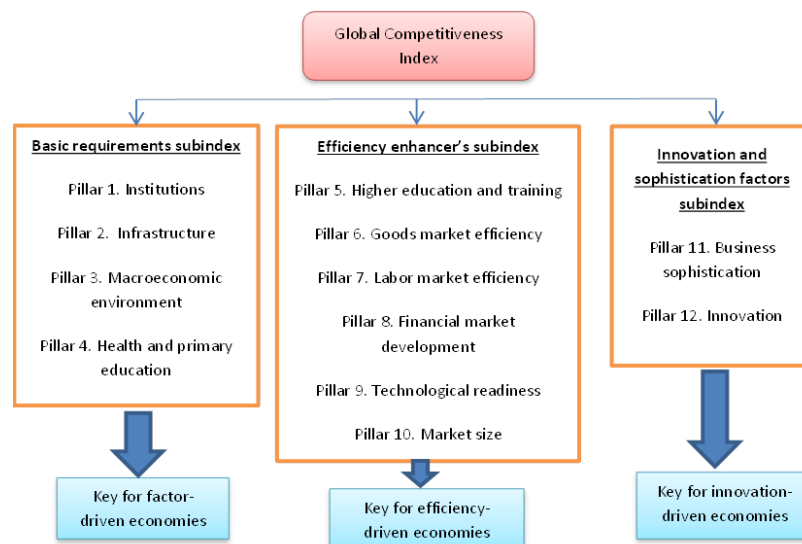 Global Competitiveness
Index
Basic requirements subindex
Pillar 1. Institutions
Pillar 2. Infrastructure
Pillar 3. Macroeconomic
environment
Pillar 4. Health and primary
education
Key for factor-
driven economies
Efficiency enhancer's subindex
Pillar 5. Higher education and training
Pillar 6. Goods market efficiency
Pillar 7. Labor market efficiency
Pillar 8. Financial market
development
Pillar 9. Technological readiness
Pillar 10. Market size
Key for efficiency-
driven economies
Innovation and
sophistication factors
subindex
Pillar 11. Business
sophistication
Pillar 12. Innovation
Key for innovation-
driven economies